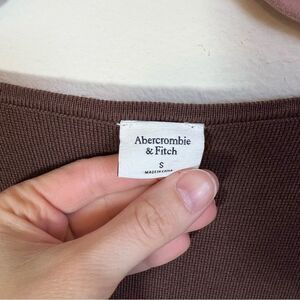 Abercrombie
& Fitch
S
MADE IN CHINA